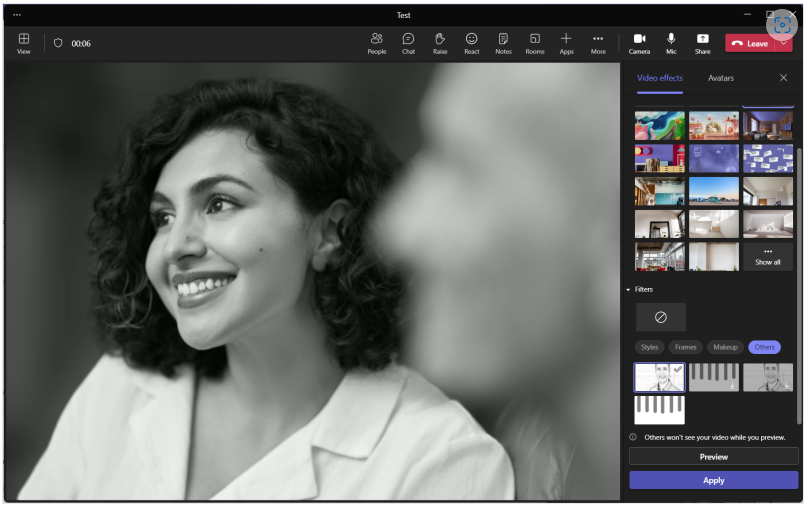 Test
View
00:06
People
Chat
Raise
React
Notes
Rooms
Apps
More
Camera
Mic
Share
Leave
Video effects
Avatars
Show all
Filters
Styles
Frames
Makeup
Others
Others won't see your video while you preview.
Preview
Apply